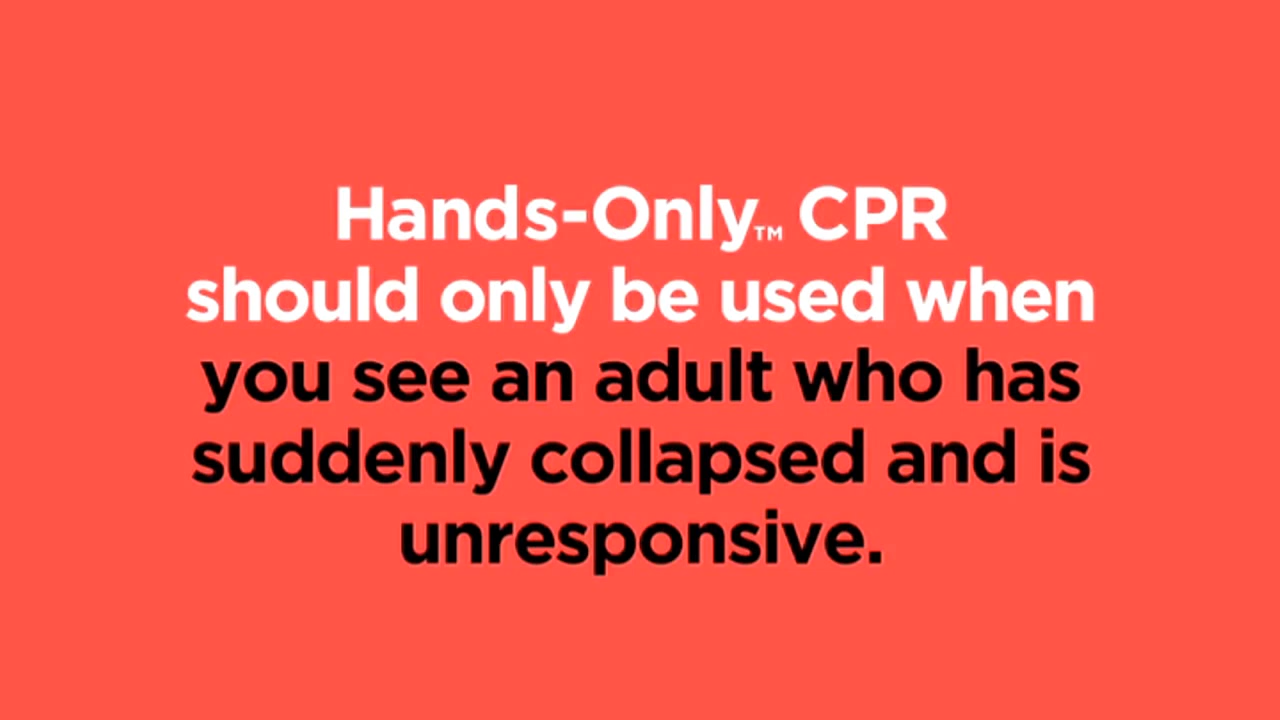 Hands-Only™ CPR
should only be used when
you see an adult who has
suddenly collapsed and is
unresponsive.